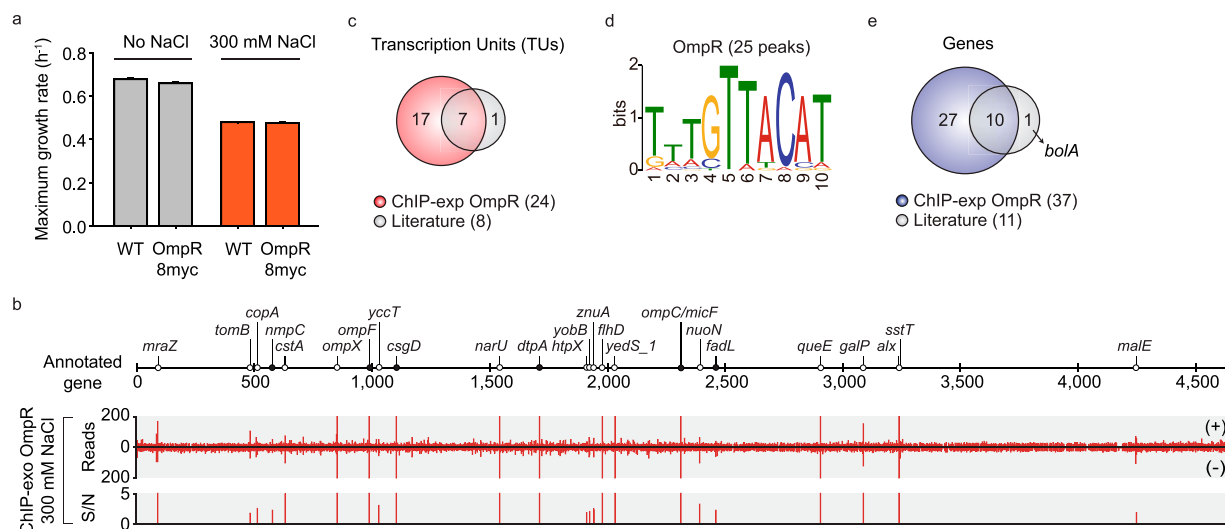 a
No NaCl
300 mM NaCl
Maximum growth rate (h-1)
0.8
0.6
0.4
0.2
0.0
WT
OmpR
8myc
WT
OmpR
8myc
c
Transcription Units (TUs)
17
7
1
ChIP-exp OmpR (24)
Literature (8)
d
OmpR (25 peaks)
bits
2
1
0
1 2 3 4 5 6 7 8 9 10
e
Genes
27
10
1
bolA
ChIP-exp OmpR (37)
Literature (11)
b
copA
yccT
znuA
ompC/micF
tomB
nmpC
ompF
yobB
flhD
nuoN
sstT
mraZ
cstA
ompX
csgD
narU
dtpA
htpX
yedS_1
fadL
queE
galP
alx
malE
Annotated
gene
0
500
1,000
1,500
2,000
2,500
3,000
3,500
4,000
4,500
ChIP-exo OmpR
300 mM NaCl
Reads
200
0
200
(+)
(-)
S/N
5
0